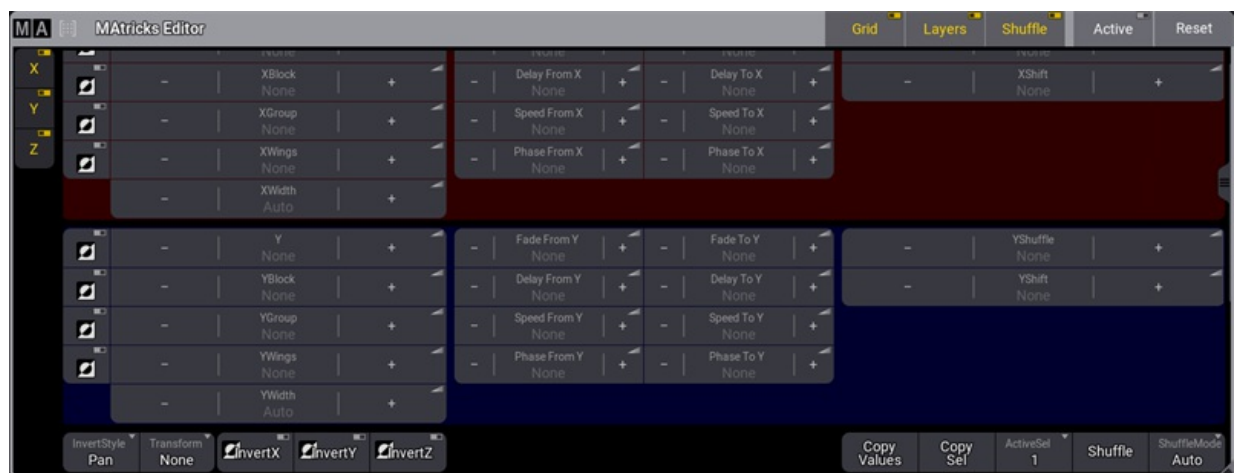 MA MAtricks Editor Grid Layers Shuffle Active Reset
X
Y
Z
None None None None
- XBlock + - Delay From X + - Delay To X + - XShift +
None None None None
- XGroup + - Speed From X + - Speed To X +
None None None
- XWings + - Phase From X + - Phase To X +
None None None
- XWidth +
Auto
- Y + - Fade From Y + - Fade To Y + - YShuffle +
None None None None
- YBlock + - Delay From Y + - Delay To Y + - YShift +
None None None None
- YGroup + - Speed From Y + - Speed To Y +
None None None
- YWings + - Phase From Y + - Phase To Y +
None None None
- YWidth +
Auto
InvertStyle Transform InvertX InvertY InvertZ Copy Copy ActiveSel Shuffle ShuffleMode
Pan None Values Sel 1 Auto